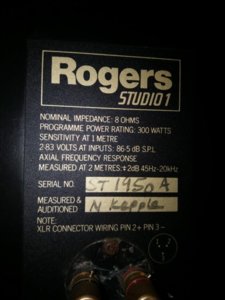 Rogers
STUDIO 1
NOMINAL IMPEDANCE: 8 OHMS
PROGRAMME POWER RATING: 300 WATTS
SENSITIVITY AT 1 METRE
2·83 VOLTS AT INPUTS: 86·5 dB S.P.L
AXIAL FREQUENCY RESPONSE
MEASURED AT 2 METRES: ±2dB 45Hz-20kHz
SERIAL NO. ST 1950 A
MEASURED & AUDITIONED N Kepple
NOTE:
XLR CONNECTOR WIRING PIN 2+ PIN 3-